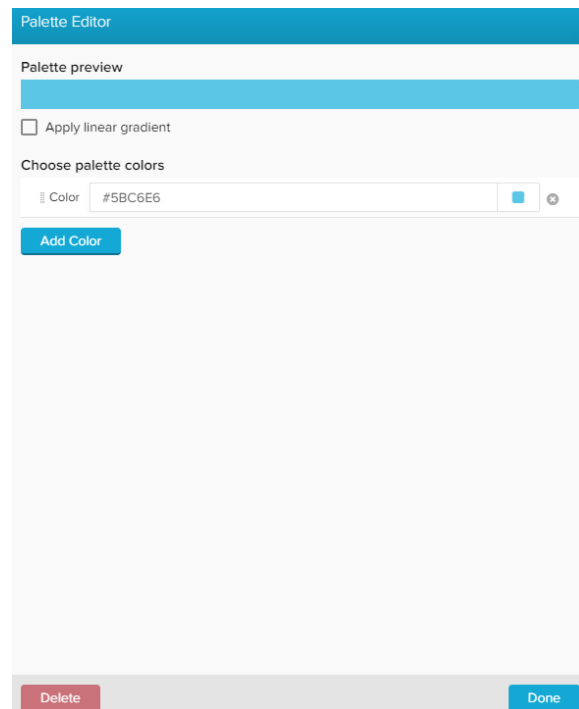 Palette Editor
Palette preview
Apply linear gradient
Choose palette colors
Color #5BC6E6
Add Color
Delete Done